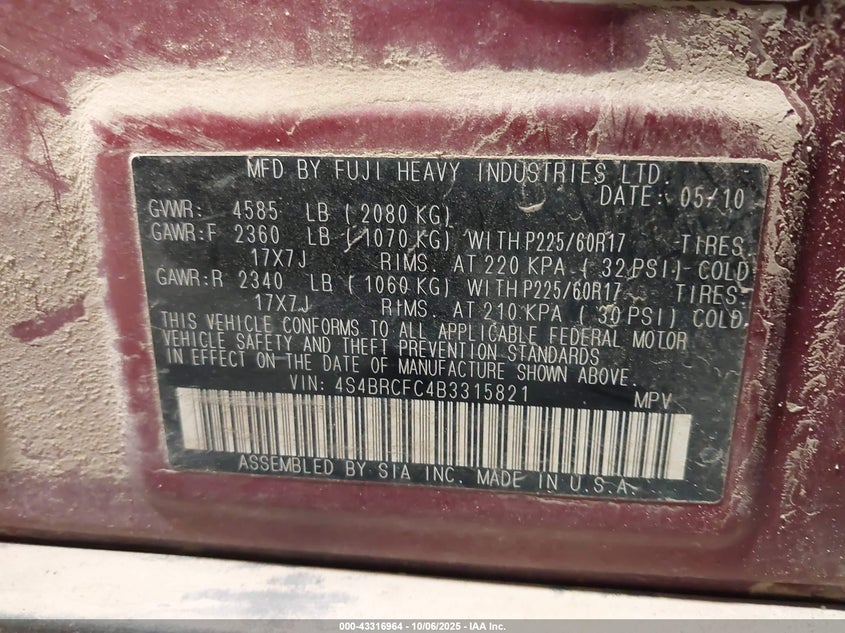 MFD BY FUJI HEAVY INDUSTRIES LTD
DATE: 05/10
GVWR: 4585 LB (2080 KG)
GAWR:F 2360 LB (1070 KG) WITH P225/60R17 TIRES
17X7J RIMS. AT 220 KPA (32 PSI) COLD
GAWR:R 2340 LB (1060 KG) WITH P225/60R17 TIRES
17X7J RIMS. AT 210 KPA (30 PSI) COLD.
THIS VEHICLE CONFORMS TO ALL APPLICABLE FEDERAL MOTOR
VEHICLE SAFETY AND THEFT PREVENTION STANDARDS
IN EFFECT ON THE DATE OF MANUFACTURE SHOWN ABOVE.
VIN: 4S4BRCFC4B3315821 MPV
ASSEMBLED BY SIA INC. MADE IN U.S.A.
000-43316964 - 10/06/2025 - IAA Inc.